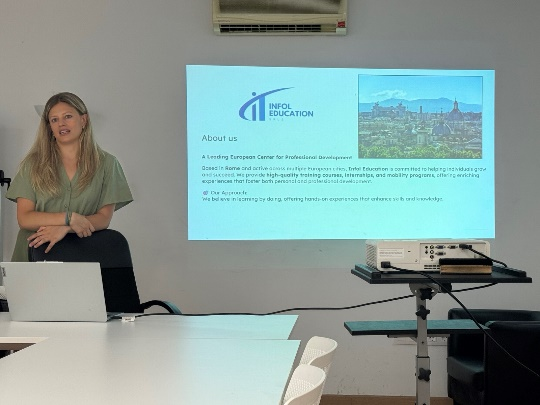 INFOL
EDUCATION
About us
A Leading European Center for Professional Development
Based in Rome and active across multiple European cities, Infol Education is committed to helping individuals grow
and succeed. We provide high-quality training courses, internships, and mobility programs, offering enriching
experiences that foster both personal and professional development.
Our Approach:
We believe in learning by doing, offering hands-on experiences that enhance skills and knowledge.